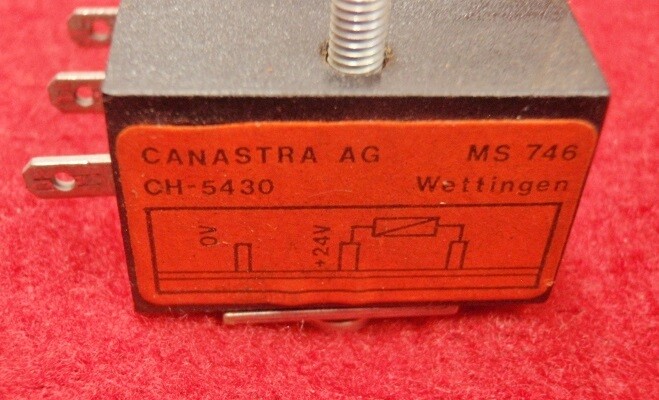 CANASTRA AG MS 746
CH-5430 Wettingen
0V +24V